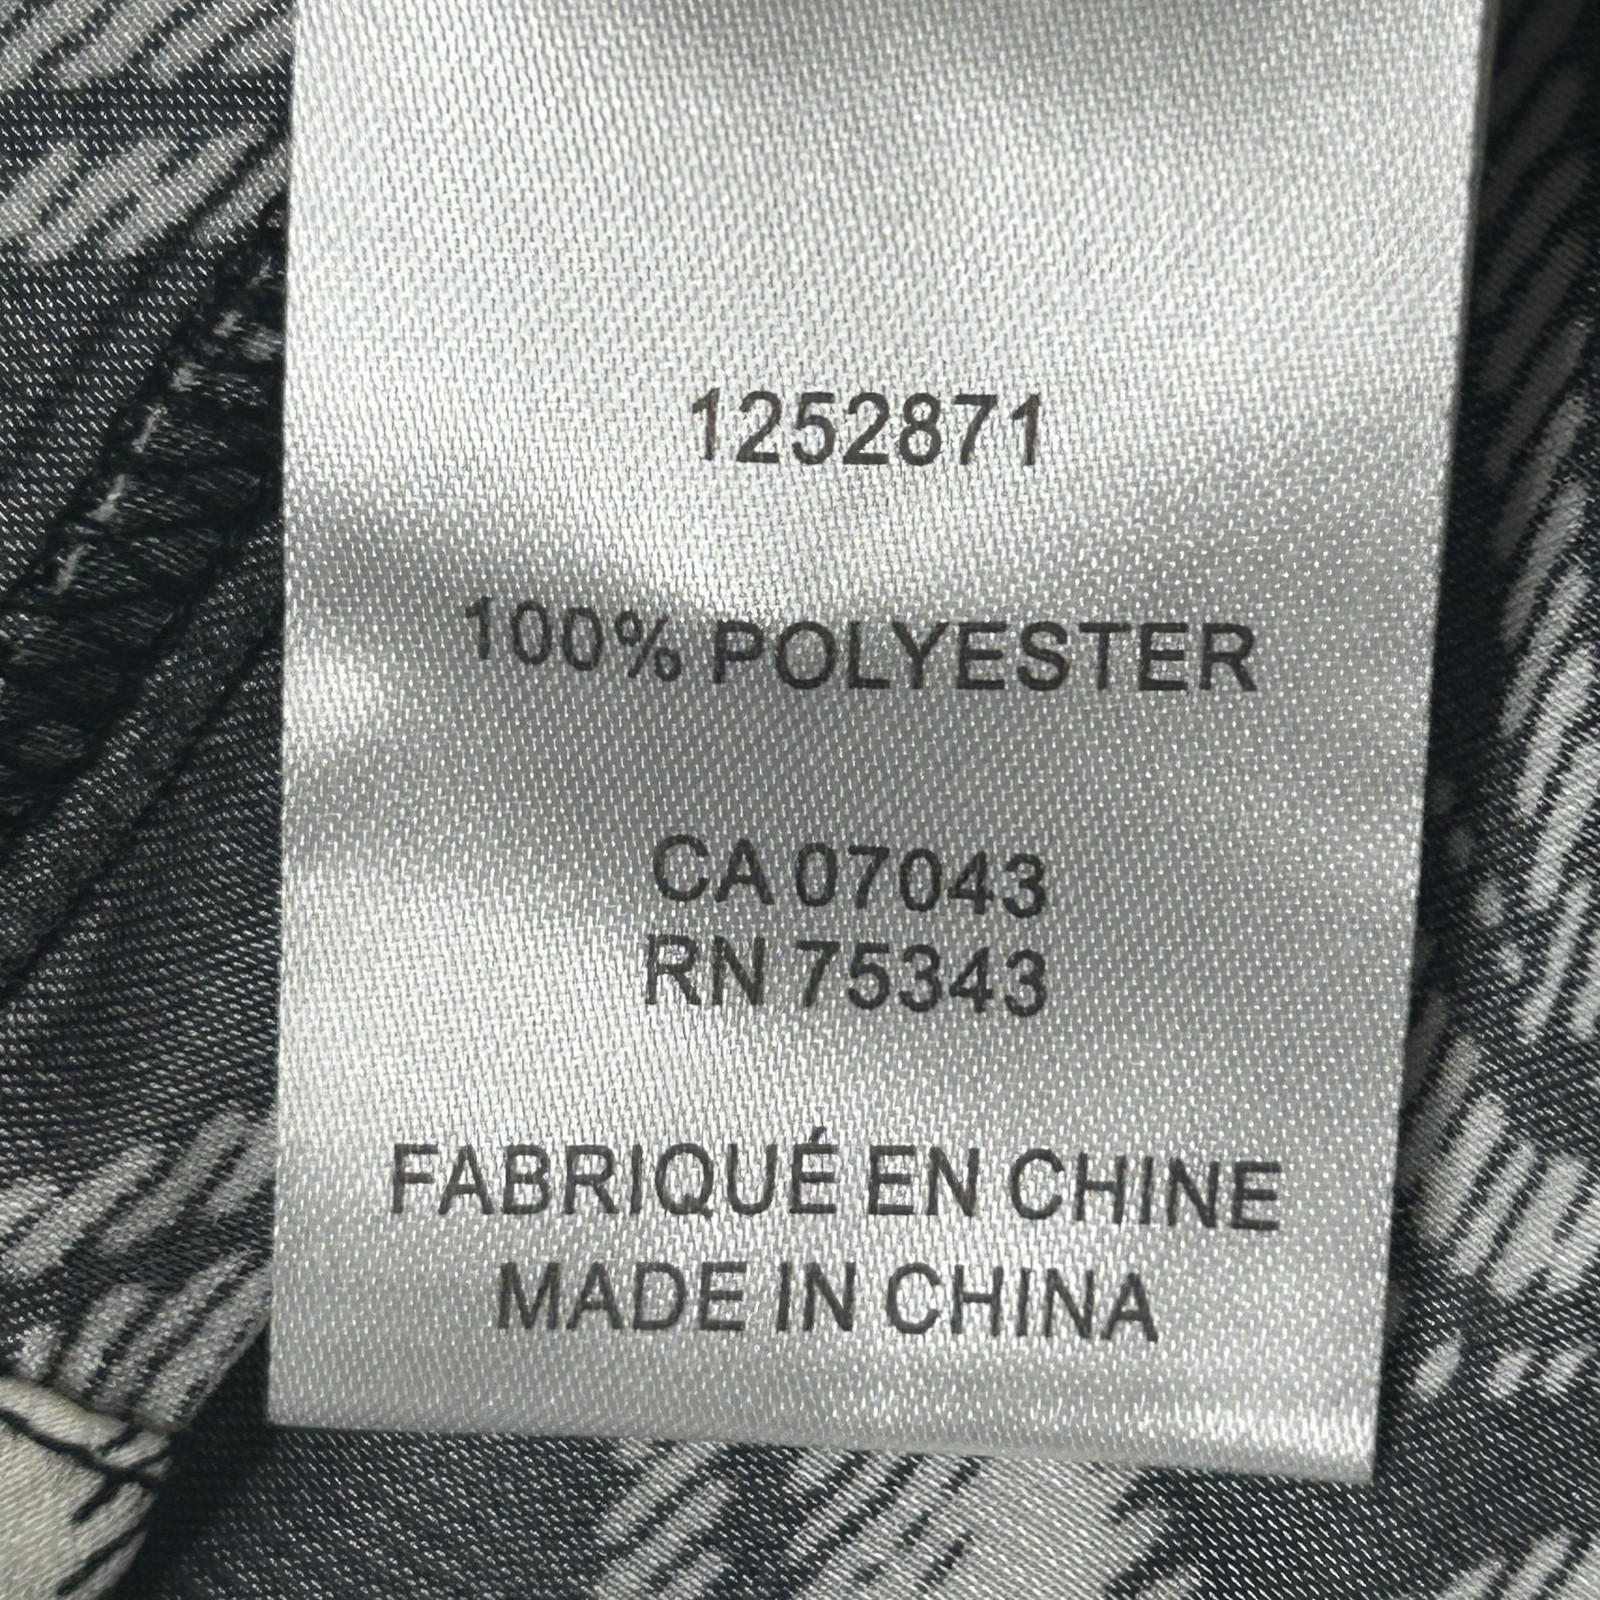 1252871
100% POLYESTER
CA 07043
RN 75343
FABRIQUÉ EN CHINE
MADE IN CHINA